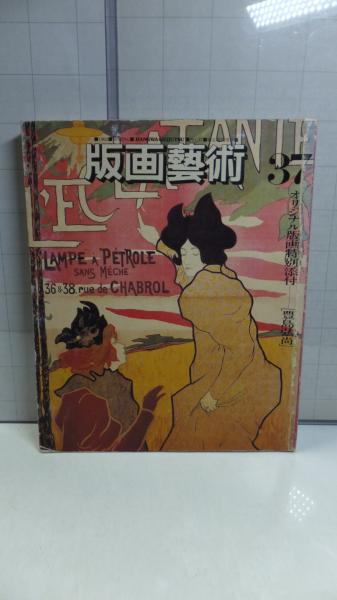 版画藝術
37
オリジナル版画特別添付
L'ECLATANTE
LAMPE À PÉTROLE
SANS MÈCHE
36&38, rue de CHABROL